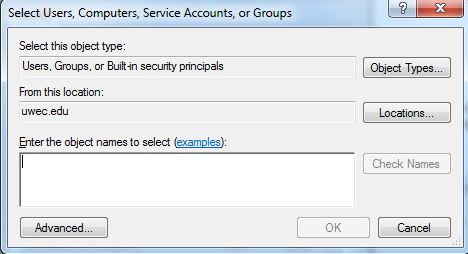 Select Users, Computers, Service Accounts, or Groups
Select this object type:
Users, Groups, or Built-in security principals
Object Types...
From this location:
uwec.edu
Locations...
Enter the object names to select (examples):
Check Names
Advanced...
OK
Cancel